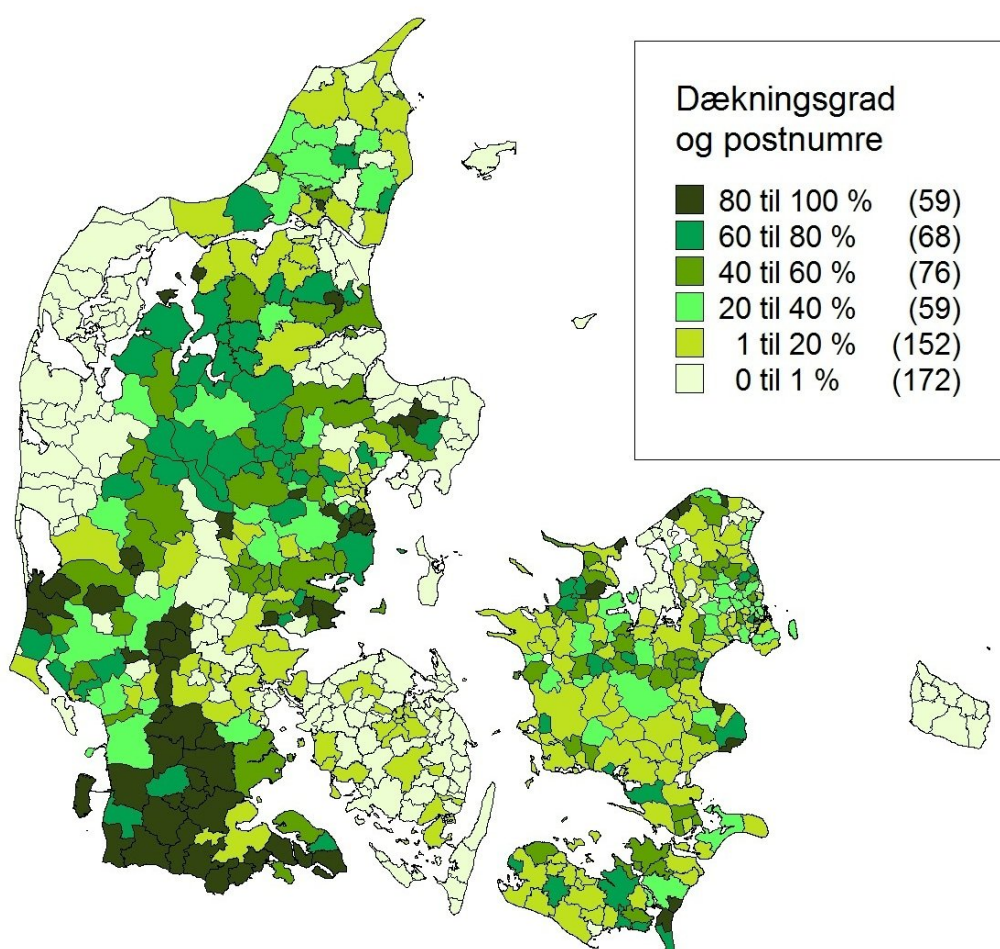 Dækningsgrad
og postnumre
80 til 100 % (59)
60 til 80 % (68)
40 til 60 % (76)
20 til 40 % (59)
1 til 20 % (152)
0 til 1 % (172)